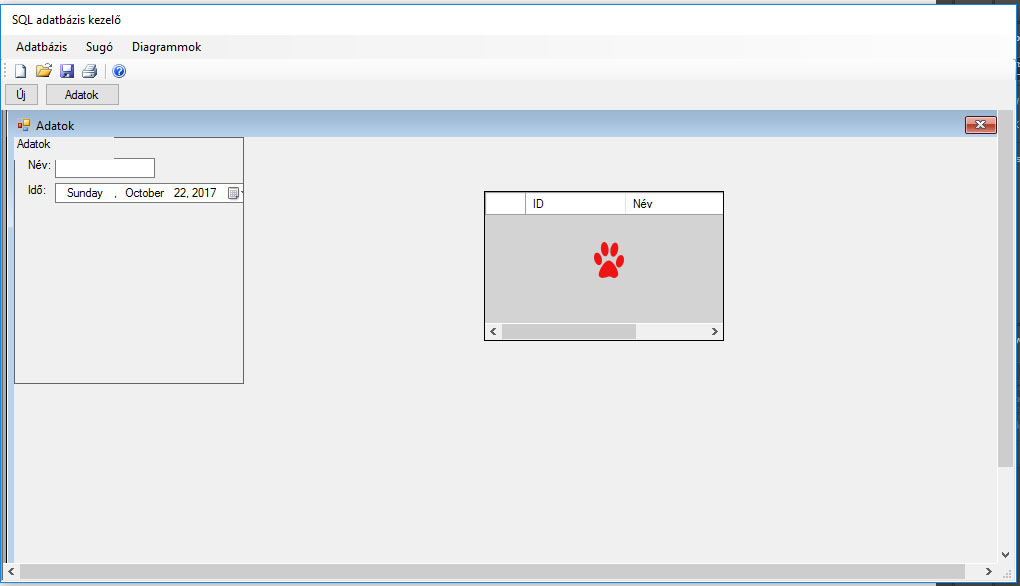 SQL adatbázis kezelő
Adatbázis Sugó Diagrammok
Új Adatok
Adatok
Adatok
Név:
Idő: Sunday , October 22, 2017
ID Név